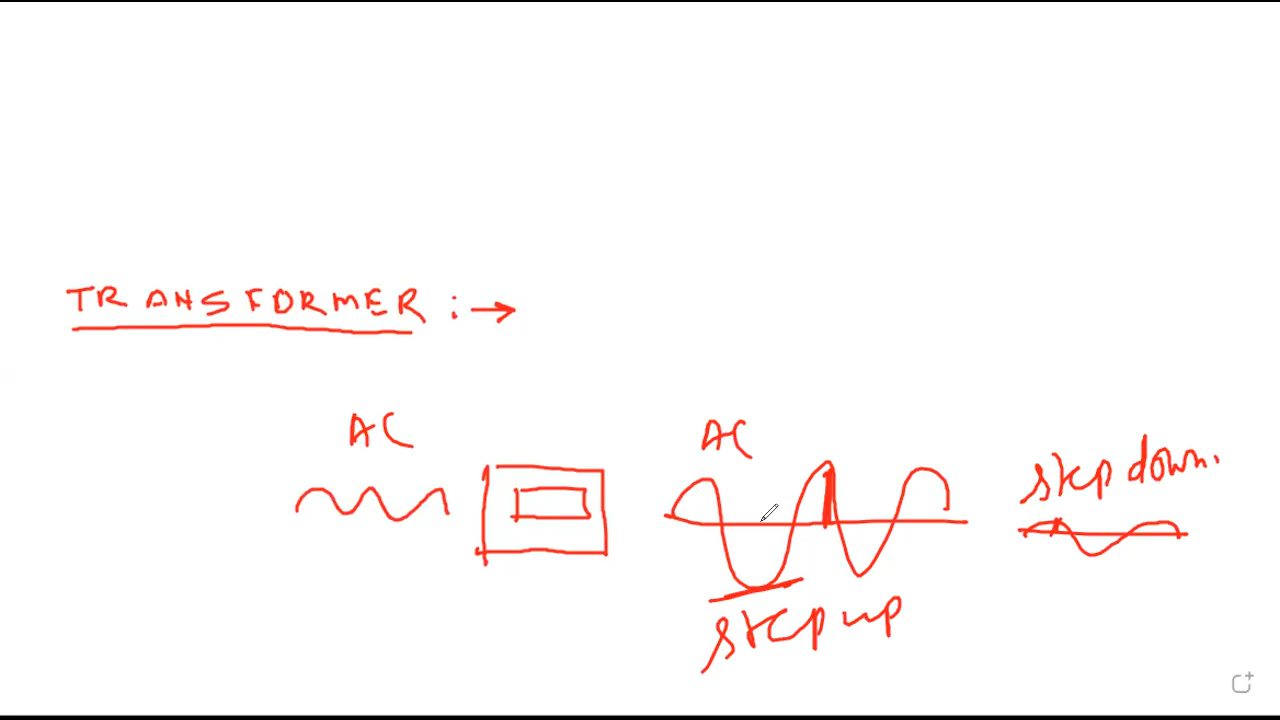 TRANSFORMER :→
AC
AC
step down.
step up